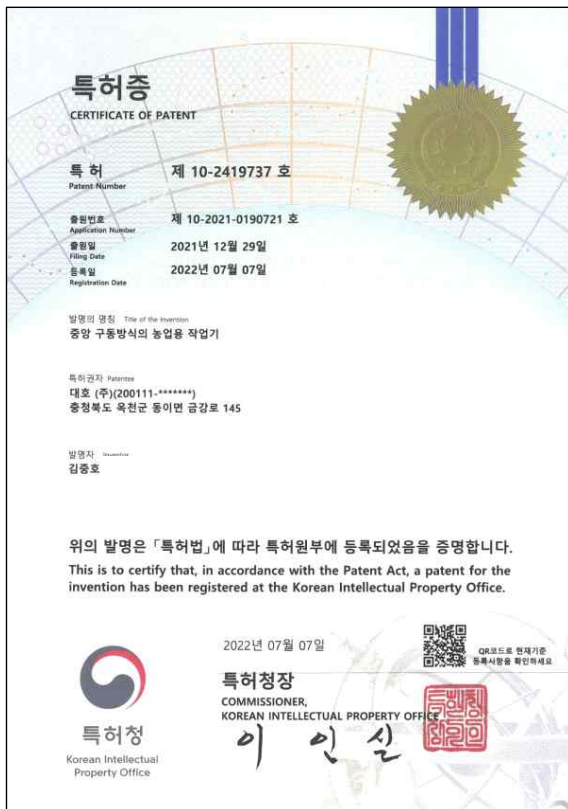 특허증
CERTIFICATE OF PATENT
특 허 제 10-2419737 호
Patent Number
출원번호 제 10-2021-0190721 호
Application Number
출원일 2021년 12월 29일
Filing Date
등록일 2022년 07월 07일
Registration Date
발명의 명칭 Title of the Invention
중앙 구동방식의 농업용 작업기
특허권자 Patentee
대호 (주)(200111-*******)
충청북도 옥천군 동이면 금강로 145
발명자 Inventor
김중호
위의 발명은 「특허법」에 따라 특허원부에 등록되었음을 증명합니다.
This is to certify that, in accordance with the Patent Act, a patent for the
invention has been registered at the Korean Intellectual Property Office.
2022년 07월 07일
QR코드로 현재기준
등록사항을 확인하세요
특허청장
COMMISSIONER,
KOREAN INTELLECTUAL PROPERTY OFFICE
이 인 실
특허청
Korean Intellectual
Property Office